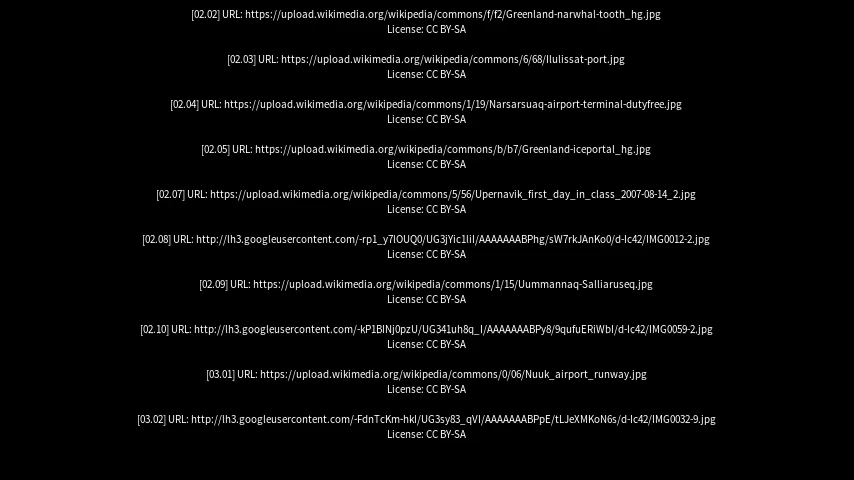 [02.02] URL: https://upload.wikimedia.org/wikipedia/commons/f/f2/Greenland-narwhal-tooth_hg.jpg
License: CC BY-SA
[02.03] URL: https://upload.wikimedia.org/wikipedia/commons/6/68/Ilulissat-port.jpg
License: CC BY-SA
[02.04] URL: https://upload.wikimedia.org/wikipedia/commons/1/19/Narsarsuaq-airport-terminal-dutyfree.jpg
License: CC BY-SA
[02.05] URL: https://upload.wikimedia.org/wikipedia/commons/b/b7/Greenland-iceportal_hg.jpg
License: CC BY-SA
[02.07] URL: https://upload.wikimedia.org/wikipedia/commons/5/56/Upernavik_first_day_in_class_2007-08-14_2.jpg
License: CC BY-SA
[02.08] URL: http://lh3.googleusercontent.com/-rp1_y7IOUQ0/UG3jYic1liI/AAAAAAABPhg/sW7rkJAnKo0/d-Ic42/IMG0012-2.jpg
License: CC BY-SA
[02.09] URL: https://upload.wikimedia.org/wikipedia/commons/1/15/Uummannaq-Salliaruseq.jpg
License: CC BY-SA
[02.10] URL: http://lh3.googleusercontent.com/-kP1BINj0pzU/UG341uh8q_I/AAAAAAABPy8/9qufuERiWbI/d-Ic42/IMG0059-2.jpg
License: CC BY-SA
[03.01] URL: https://upload.wikimedia.org/wikipedia/commons/0/06/Nuuk_airport_runway.jpg
License: CC BY-SA
[03.02] URL: http://lh3.googleusercontent.com/-FdnTcKm-hkI/UG3sy83_qVI/AAAAAAABPpE/tLJeXMKoN6s/d-Ic42/IMG0032-9.jpg
License: CC BY-SA